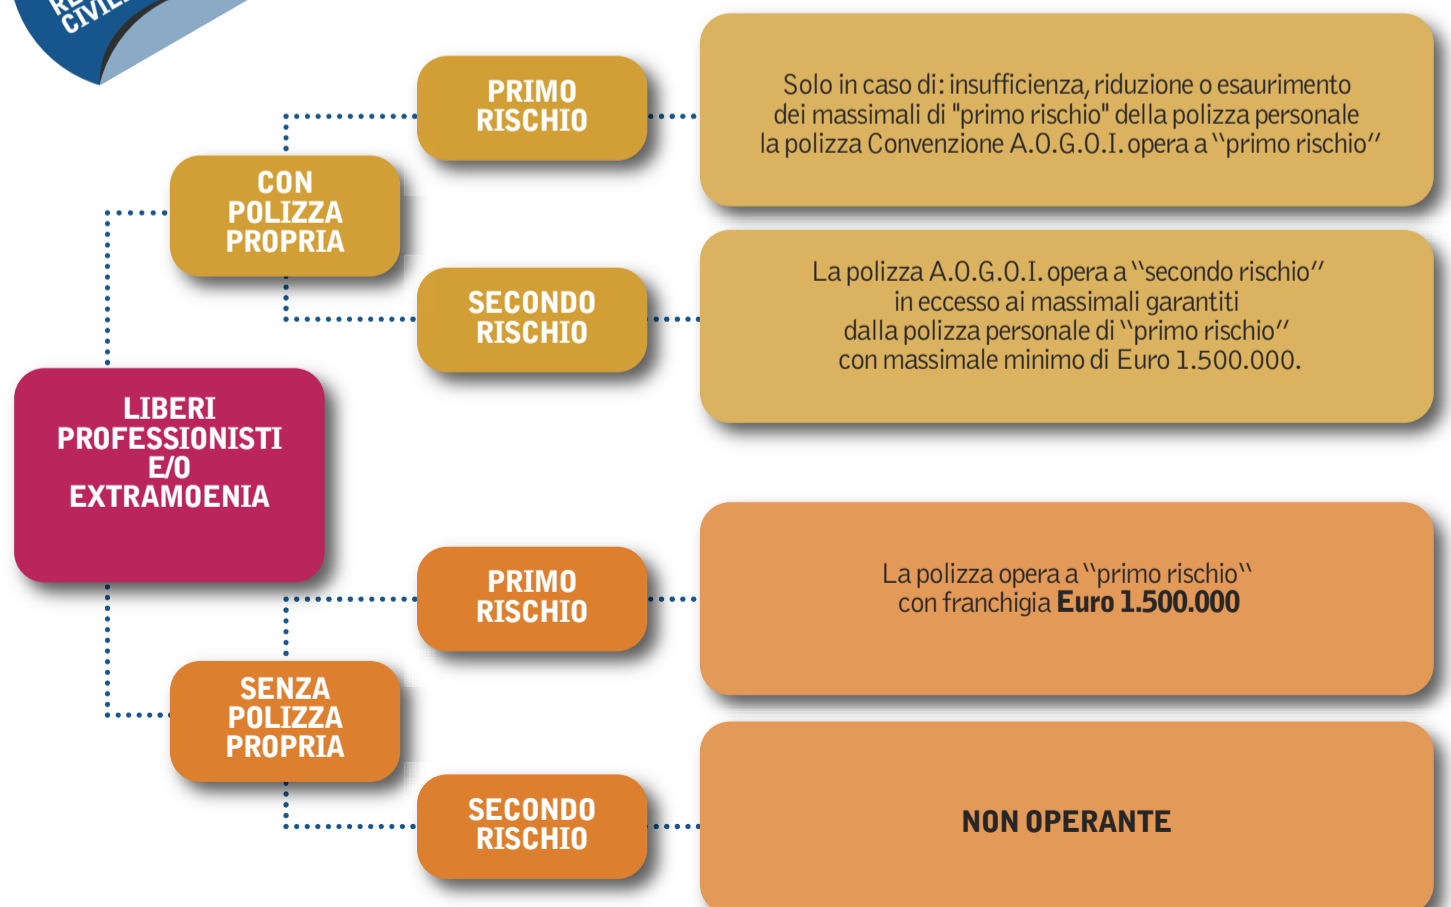 CIVILE
PRIMO
RISCHIO
Solo in caso di: insufficienza, riduzione o esaurimento
dei massimali di "primo rischio" della polizza personale
la polizza Convenzione A.O.G.O.I. opera a “primo rischio”
CON
POLIZZA
PROPRIA
SECONDO
RISCHIO
La polizza A.O.G.O.I. opera a “secondo rischio”
in eccesso ai massimali garantiti
dalla polizza personale di “primo rischio”
con massimale minimo di Euro 1.500.000.
LIBERI
PROFESSIONISTI
E/O
EXTRAMOENIA
PRIMO
RISCHIO
La polizza opera a “primo rischio“
con franchigia Euro 1.500.000
SENZA
POLIZZA
PROPRIA
SECONDO
RISCHIO
NON OPERANTE